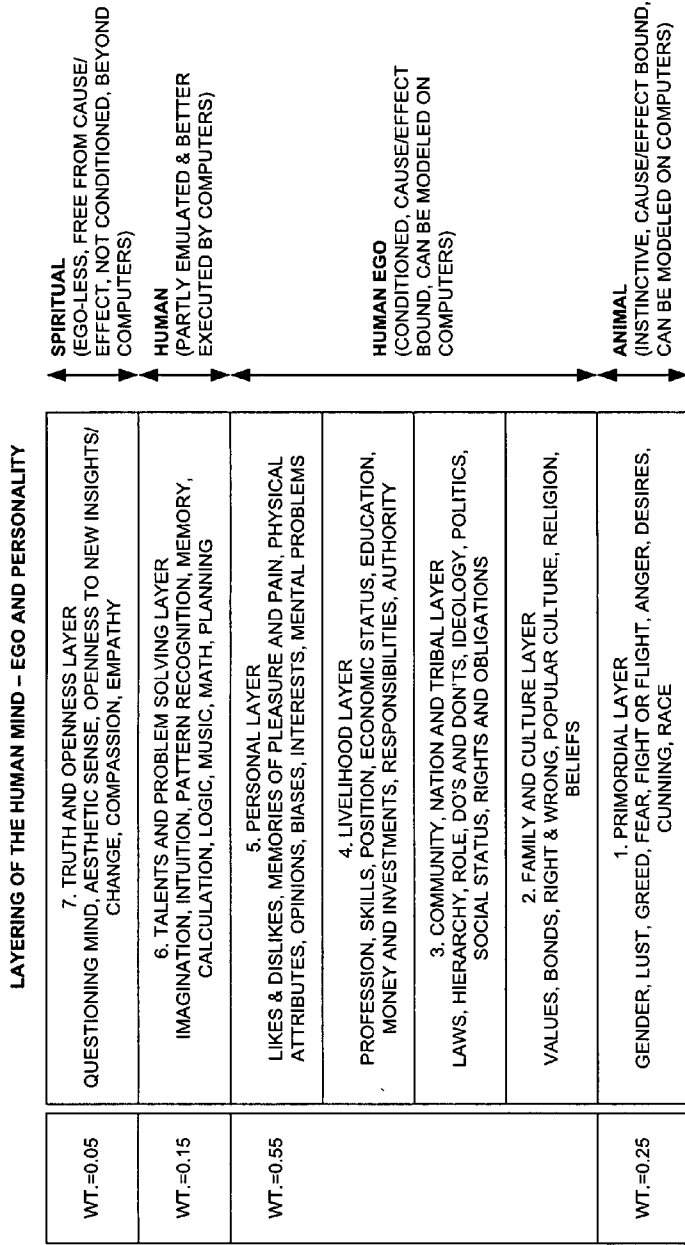 LAYERING OF THE HUMAN MIND – EGO AND PERSONALITY
WT.=0.05
7. TRUTH AND OPENNESS LAYER
QUESTIONING MIND, AESTHETIC SENSE, OPENNESS TO NEW INSIGHTS/
CHANGE, COMPASSION, EMPATHY
SPIRITUAL
(EGO-LESS, FREE FROM CAUSE/
EFFECT, NOT CONDITIONED, BEYOND
COMPUTERS)
WT.=0.15
6. TALENTS AND PROBLEM SOLVING LAYER
IMAGINATION, INTUITION, PATTERN RECOGNITION, MEMORY,
CALCULATION, LOGIC, MUSIC, MATH, PLANNING
HUMAN
(PARTLY EMULATED & BETTER
EXECUTED BY COMPUTERS)
WT.=0.55
5. PERSONAL LAYER
LIKES & DISLIKES, MEMORIES OF PLEASURE AND PAIN, PHYSICAL
ATTRIBUTES, OPINIONS, BIASES, INTERESTS, MENTAL PROBLEMS
4. LIVELIHOOD LAYER
PROFESSION, SKILLS, POSITION, ECONOMIC STATUS, EDUCATION,
MONEY AND INVESTMENTS, RESPONSIBILITIES, AUTHORITY
3. COMMUNITY, NATION AND TRIBAL LAYER
LAWS, HIERARCHY, ROLE, DO'S AND DON'TS, IDEOLOGY, POLITICS,
SOCIAL STATUS, RIGHTS AND OBLIGATIONS
2. FAMILY AND CULTURE LAYER
VALUES, BONDS, RIGHT & WRONG, POPULAR CULTURE, RELIGION,
BELIEFS
HUMAN EGO
(CONDITIONED, CAUSE/EFFECT
BOUND, CAN BE MODELED ON
COMPUTERS)
WT.=0.25
1. PRIMORDIAL LAYER
GENDER, LUST, GREED, FEAR, FIGHT OR FLIGHT, ANGER, DESIRES,
CUNNING, RACE
ANIMAL
(INSTINCTIVE, CAUSE/EFFECT BOUND,
CAN BE MODELED ON COMPUTERS)